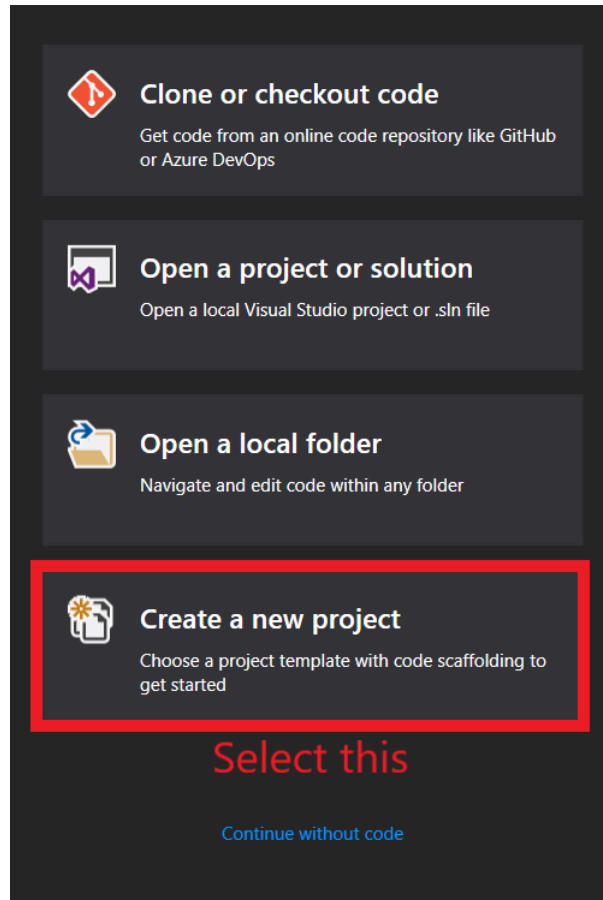 Clone or checkout code
Get code from an online code repository like GitHub
or Azure DevOps
Open a project or solution
Open a local Visual Studio project or .sln file
Open a local folder
Navigate and edit code within any folder
Create a new project
Choose a project template with code scaffolding to
get started
Select this
Continue without code